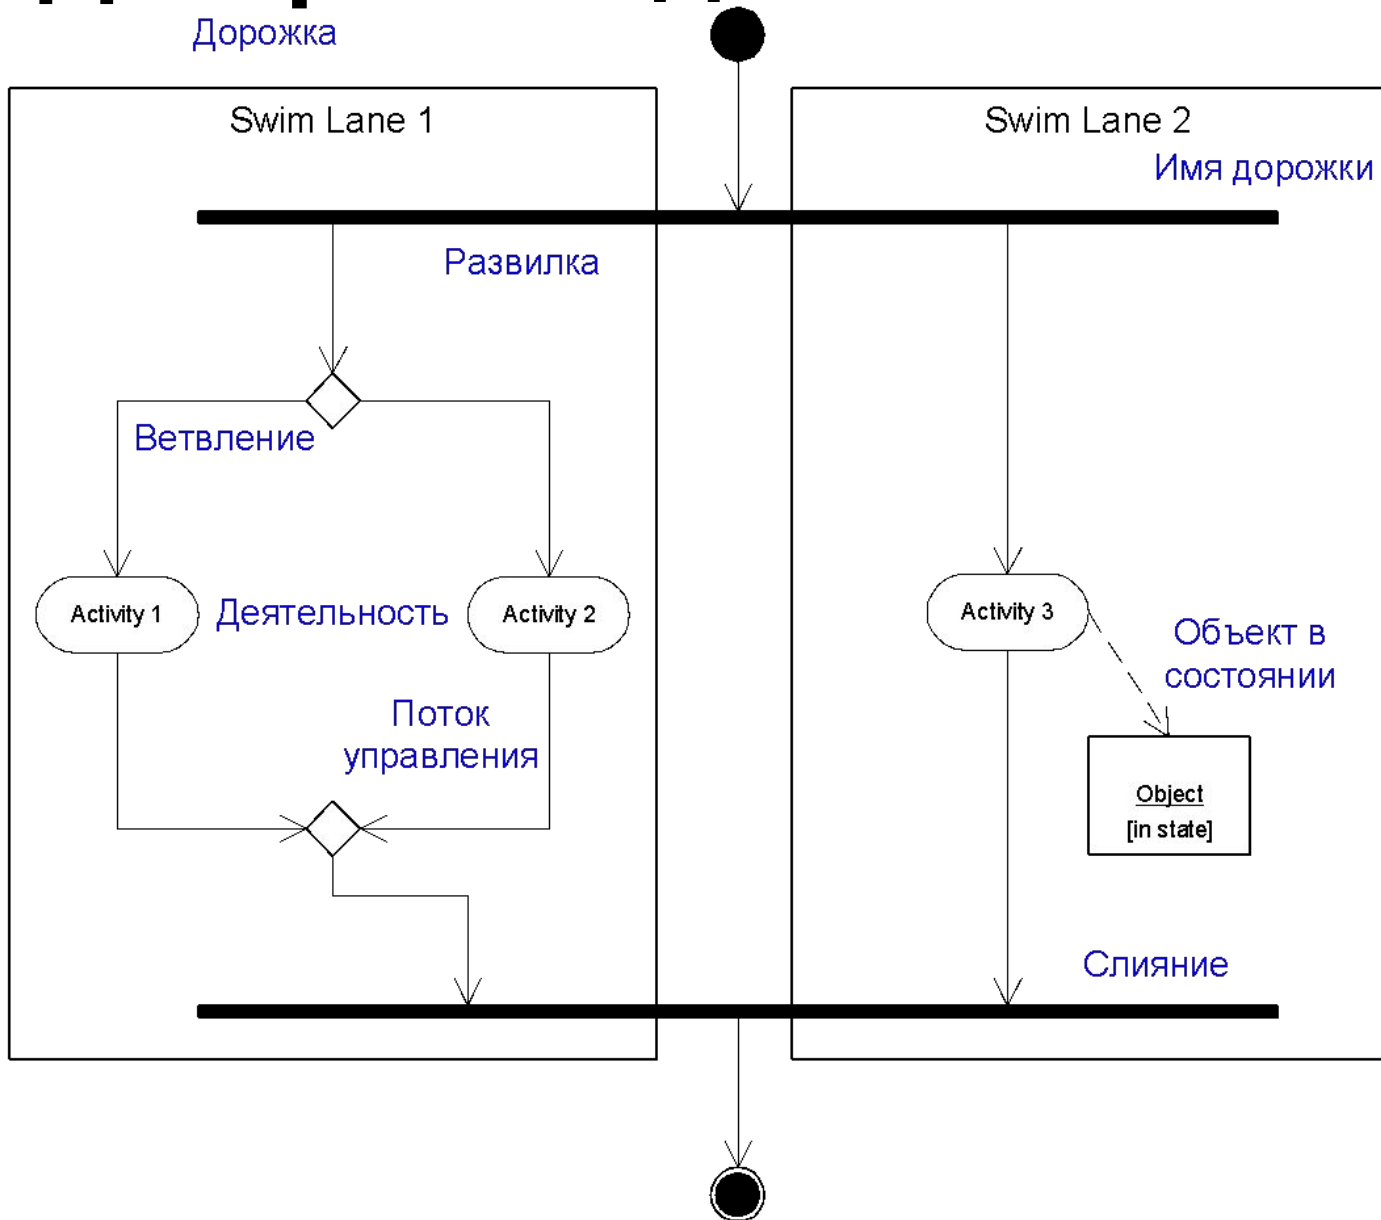 Дорожка
Swim Lane 1
Swim Lane 2
Имя дорожки
Развилка
Ветвление
Activity 1
Деятельность
Activity 2
Activity 3
Объект в
состоянии
Поток
управления
Object
[in state]
Слияние